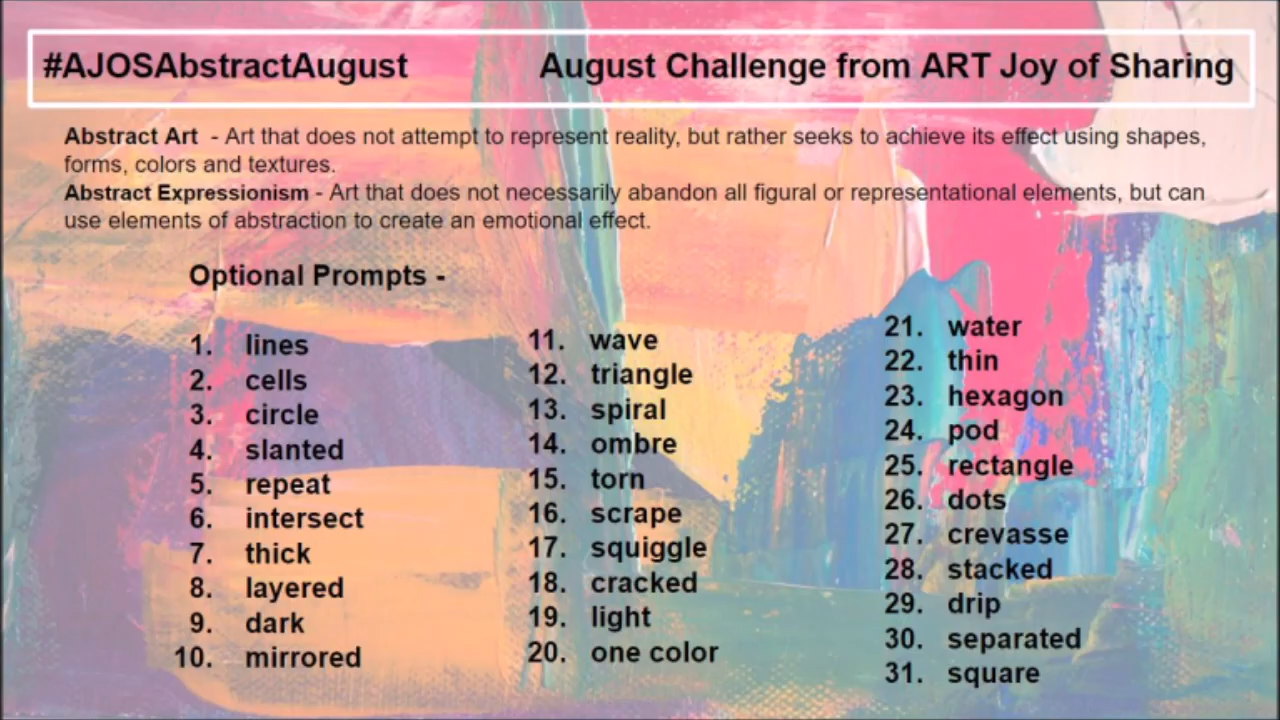 #AJOSAbstractAugust August Challenge from ART Joy of Sharing
Abstract Art - Art that does not attempt to represent reality, but rather seeks to achieve its effect using shapes,
forms, colors and textures.
Abstract Expressionism - Art that does not necessarily abandon all figural or representational elements, but can
use elements of abstraction to create an emotional effect.
Optional Prompts -
1. lines
2. cells
3. circle
4. slanted
5. repeat
6. intersect
7. thick
8. layered
9. dark
10. mirrored
11. wave
12. triangle
13. spiral
14. ombre
15. torn
16. scrape
17. squiggle
18. cracked
19. light
20. one color
21. water
22. thin
23. hexagon
24. pod
25. rectangle
26. dots
27. crevasse
28. stacked
29. drip
30. separated
31. square